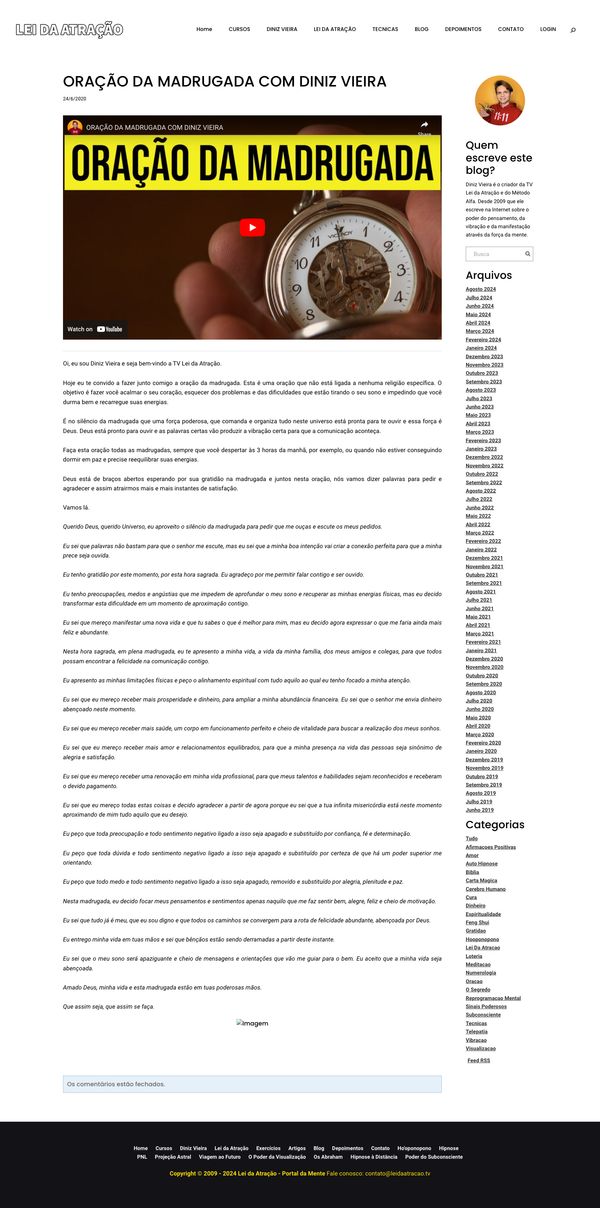 LEI DA ATRAÇÃO
Home CURSOS DINIZ VIEIRA LEI DA ATRAÇÃO TECNICAS BLOG DEPOIMENTOS CONTATO LOGIN
ORAÇÃO DA MADRUGADA COM DINIZ VIEIRA
24/6/2020
ORAÇÃO DA MADRUGADA COM DINIZ VIEIRA
Share
ORAÇÃO DA MADRUGADA
Watch on YouTube
Oi, eu sou Diniz Vieira e seja bem-vindo a TV Lei da Atração.
Hoje eu te convido a fazer junto comigo a oração da madrugada. Esta é uma oração que não está ligada a nenhuma religião específica. O
objetivo é fazer você acalmar o seu coração, esquecer dos problemas e das dificuldades que estão tirando o seu sono e impedindo que você
durma bem e recarregue suas energias.
É no silêncio da madrugada que uma força poderosa, que comanda e organiza tudo neste universo está pronta para te ouvir e essa força é
Deus. Deus está pronto para ouvir e as palavras certas vão produzir a vibração certa para que a comunicação aconteça.
Faça esta oração todas as madrugadas, sempre que você despertar às 3 horas da manhã, por exemplo, ou quando não estiver conseguindo
dormir em paz e precise reequilibrar suas energias.
Deus está de braços abertos esperando por sua gratidão na madrugada e juntos nesta oração, nós vamos dizer palavras para pedir e
agradecer e assim atrairmos mais e mais instantes de satisfação.
Vamos lá.
Querido Deus, querido Universo, eu aproveito o silêncio da madrugada para pedir que me ouças e escute os meus pedidos.
Eu sei que palavras não bastam para que o senhor me escute, mas eu sei que a minha boa intenção vai criar a conexão perfeita para que a minha
prece seja ouvida.
Eu tenho gratidão por este momento, por esta hora sagrada. Eu agradeço por me permitir falar contigo e ser ouvido.
Eu tenho preocupações, medos e angústias que me impedem de aprofundar o meu sono e recuperar as minhas energias físicas, mas eu decido
transformar esta dificuldade em um momento de aproximação contigo.
Eu sei que mereço manifestar uma nova vida e que tu sabes o que é melhor para mim, mas eu decido agora expressar o que me faria ainda mais
feliz e abundante.
Nesta hora sagrada, em plena madrugada, eu te apresento a minha vida, a vida da minha família, dos meus amigos e colegas, para que todos
possam encontrar a felicidade na comunicação contigo.
Eu apresento as minhas limitações físicas e peço o alinhamento espiritual com tudo aquilo ao qual eu tenho focado a minha atenção.
Eu sei que eu mereço receber mais prosperidade e dinheiro, para ampliar a minha abundância financeira. Eu sei que o senhor me envia dinheiro
abençoado neste momento.
Eu sei que eu mereço receber mais saúde, um corpo em funcionamento perfeito e cheio de vitalidade para buscar a realização dos meus sonhos.
Eu sei que eu mereço receber mais amor e relacionamentos equilibrados, para que a minha presença na vida das pessoas seja sinônimo de
alegria e satisfação.
Eu sei que eu mereço receber uma renovação em minha vida profissional, para que meus talentos e habilidades sejam reconhecidos e receberam
o devido pagamento.
Eu sei que eu mereço todas estas coisas e decido agradecer a partir de agora porque eu sei que a tua infinita misericórdia está neste momento
aproximando de mim tudo aquilo que eu desejo.
Eu peço que toda preocupação e todo sentimento negativo ligado a isso seja apagado e substituído por confiança, fé e determinação.
Eu peço que toda dúvida e todo sentimento negativo ligado a isso seja apagado e substituído por certeza de que há um poder superior me
orientando.
Eu peço que todo medo e todo sentimento negativo ligado a isso seja apagado, removido e substituído por alegria, plenitude e paz.
Nesta madrugada, eu decido focar meus pensamentos e sentimentos apenas naquilo que me faz sentir bem, alegre, feliz e cheio de motivação.
Eu sei que tudo já é meu, que eu sou digno e que todos os caminhos se convergem para a rota de felicidade abundante, abençoada por Deus.
Eu entrego minha vida em tuas mãos e sei que bênçãos estão sendo derramadas a partir deste instante.
Eu sei que o meu sono será apaziguante e cheio de mensagens e orientações que vão me guiar para o bem. Eu aceito que a minha vida seja
abençoada.
Amado Deus, minha vida e esta madrugada estão em tuas poderosas mãos.
Que assim seja, que assim se faça.
Imagem
Os comentários estão fechados.
11:11
Quem
escreve este
blog?
Diniz Vieira é o criador da TV
Lei da Atração e do Método
Alfa. Desde 2009 que ele
escreve na Internet sobre o
poder do pensamento, da
vibração e da manifestação
através da força da mente.
Busca
Arquivos
Agosto 2024
Julho 2024
Junho 2024
Maio 2024
Abril 2024
Março 2024
Fevereiro 2024
Janeiro 2024
Dezembro 2023
Novembro 2023
Outubro 2023
Setembro 2023
Agosto 2023
Julho 2023
Junho 2023
Maio 2023
Abril 2023
Março 2023
Fevereiro 2023
Janeiro 2023
Dezembro 2022
Novembro 2022
Outubro 2022
Setembro 2022
Agosto 2022
Julho 2022
Junho 2022
Maio 2022
Abril 2022
Março 2022
Fevereiro 2022
Janeiro 2022
Dezembro 2021
Novembro 2021
Outubro 2021
Setembro 2021
Agosto 2021
Julho 2021
Junho 2021
Maio 2021
Abril 2021
Março 2021
Fevereiro 2021
Janeiro 2021
Dezembro 2020
Novembro 2020
Outubro 2020
Setembro 2020
Agosto 2020
Julho 2020
Junho 2020
Maio 2020
Abril 2020
Março 2020
Fevereiro 2020
Janeiro 2020
Dezembro 2019
Novembro 2019
Outubro 2019
Setembro 2019
Agosto 2019
Julho 2019
Junho 2019
Categorias
Tudo
Afirmacoes Positivas
Amor
Auto Hipnose
Biblia
Carta Magica
Cerebro Humano
Cura
Dinheiro
Espiritualidade
Feng Shui
Gratidao
Hooponopono
Lei Da Atracao
Loteria
Meditacao
Numerologia
Oracao
O Segredo
Reprogramacao Mental
Sinais Poderosos
Subconsciente
Tecnicas
Telepatia
Vibracao
Visualizacao
Feed RSS
Home Cursos Diniz Vieira Lei da Atração Exercícios Artigos Blog Depoimentos Contato Ho'oponopono Hipnose
PNL Projeção Astral Viagem ao Futuro O Poder da Visualização Os Abraham Hipnose à Distância Poder do Subconsciente
Copyright © 2009 - 2024 Lei da Atração - Portal da Mente Fale conosco: contato@leidaatracao.tv